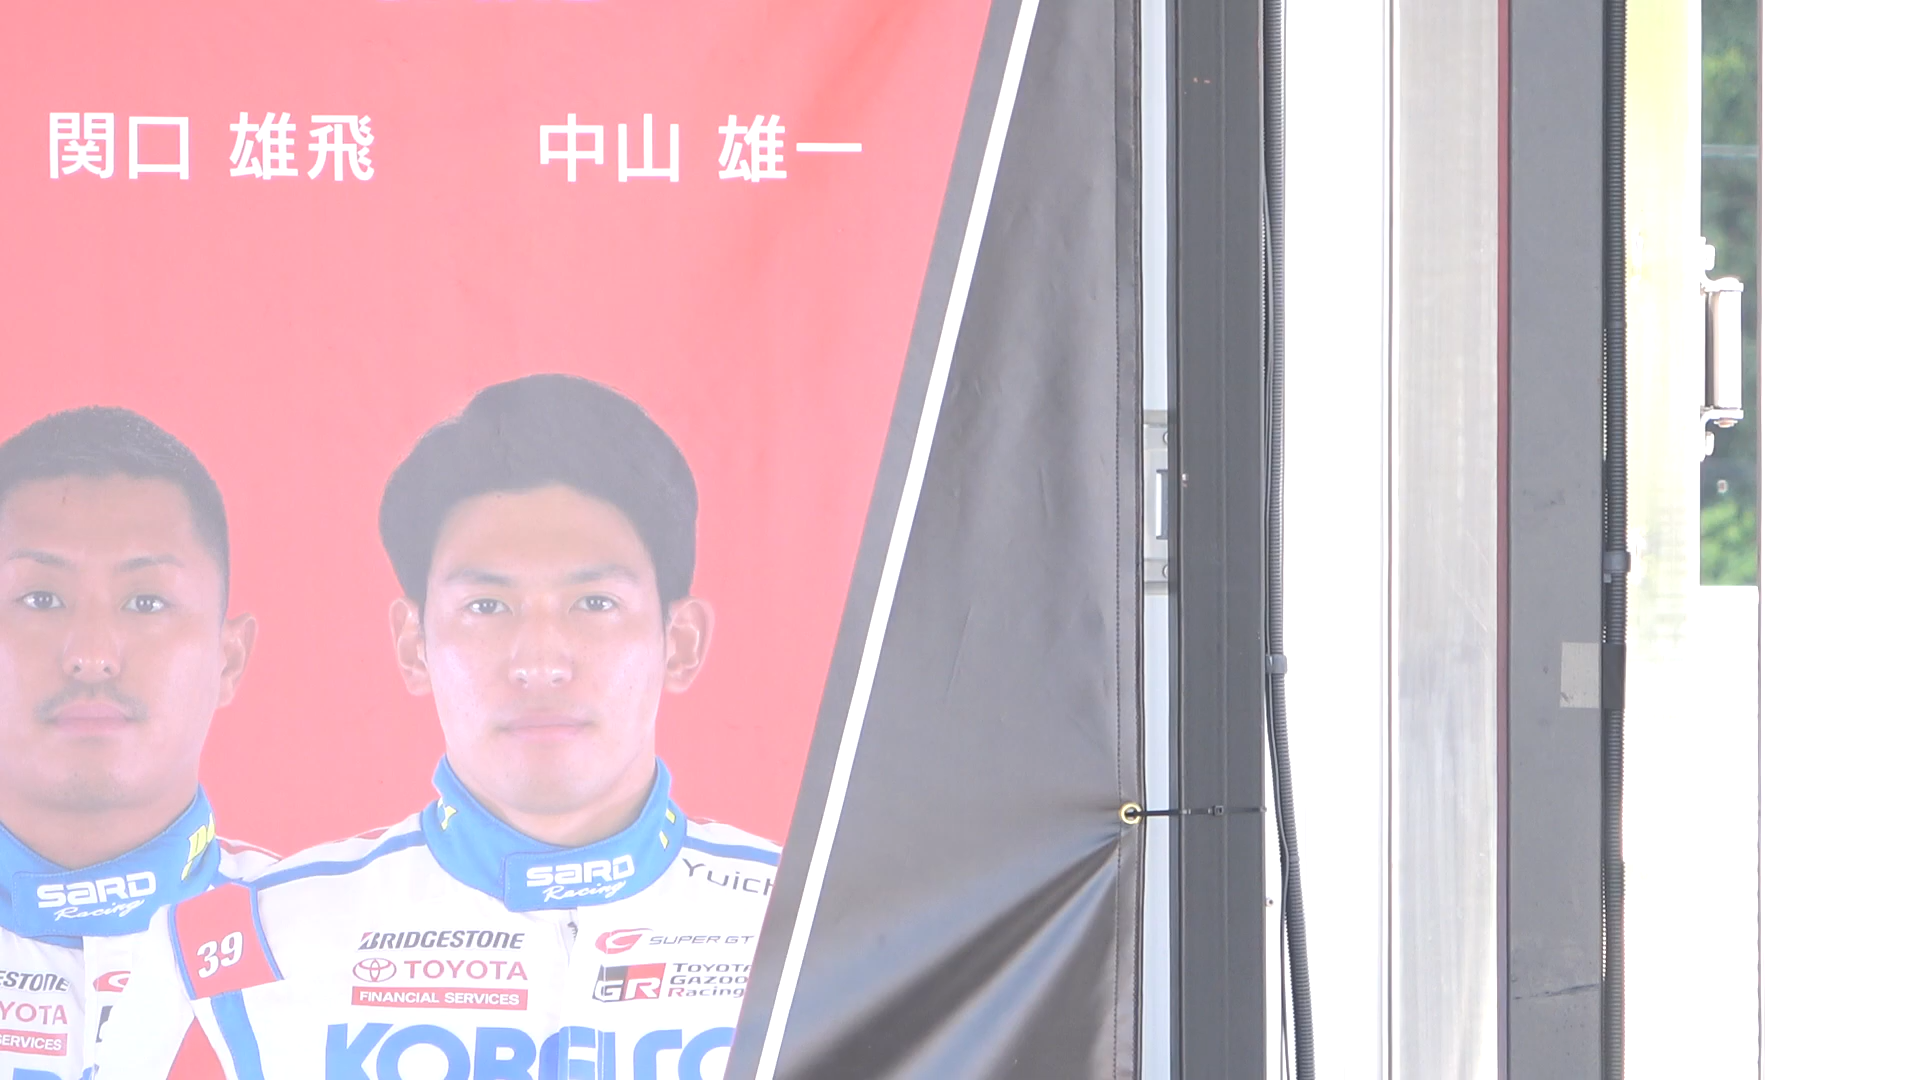 関口 雄飛
中山 雄一
SARD
Racing
SARD
Racing
Yuich
39
BRIDGESTONE
TOYOTA
FINANCIAL SERVICES
SUPER GT
GR
TOYOTA
GAZOO
Racing
ESTONE
YOTA
SERVICES
KOBELCO